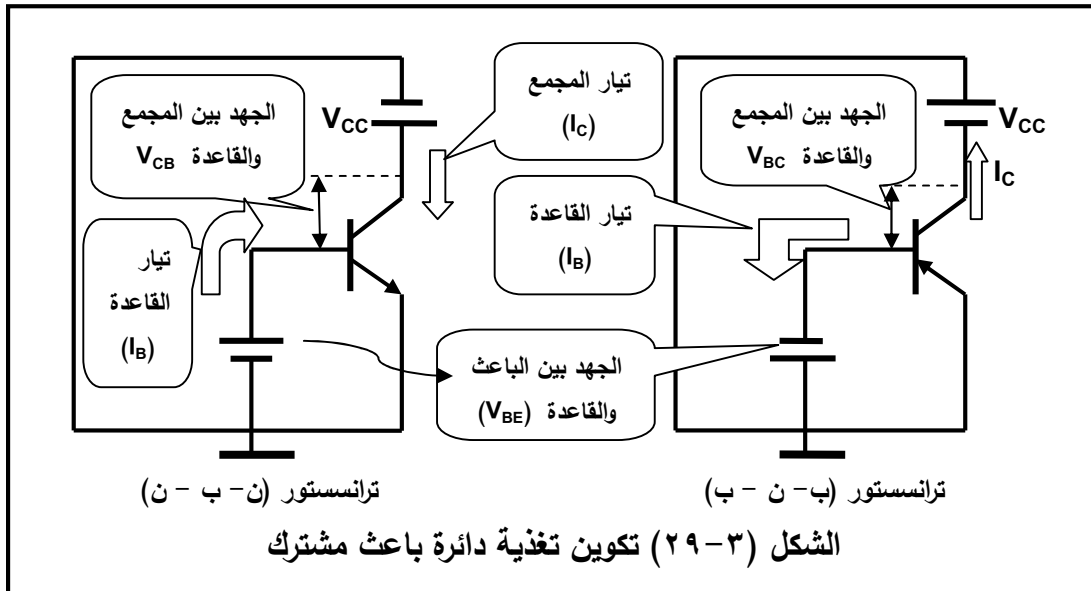 تيار المجمع
(I_C)
الجهد بين المجمع
والقاعدة V_CB
V_CC
تيار
القاعدة
(I_B)
الجهد بين المجمع
والقاعدة V_BC
V_CC
I_C
تيار القاعدة
(I_B)
الجهد بين الباعث
والقاعدة (V_BE)
ترانسستور (ن- ب - ن)
ترانسستور (ب- ن - ب)
الشكل (٣-٢٩) تكوين تغذية دائرة باعث مشترك